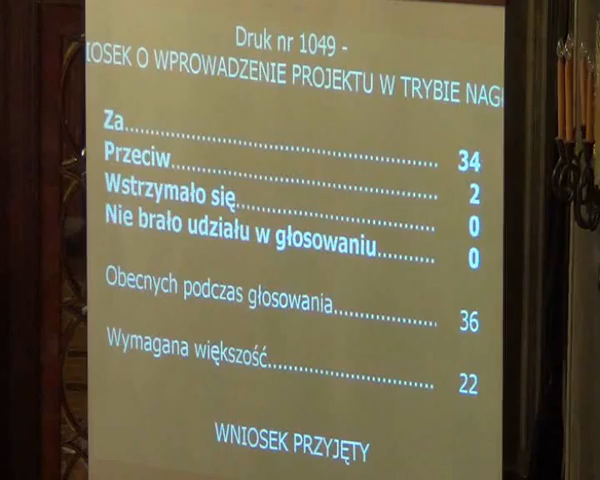 Druk nr 1049 -
IOSEK O WPROWADZENIE PROJEKTU W TRYBIE NAG
Za 34
Przeciw 2
Wstrzymało się 0
Nie brało udziału w głosowaniu 0
Obecnych podczas głosowania 36
Wymagana większość 22
WNIOSEK PRZYJĘTY